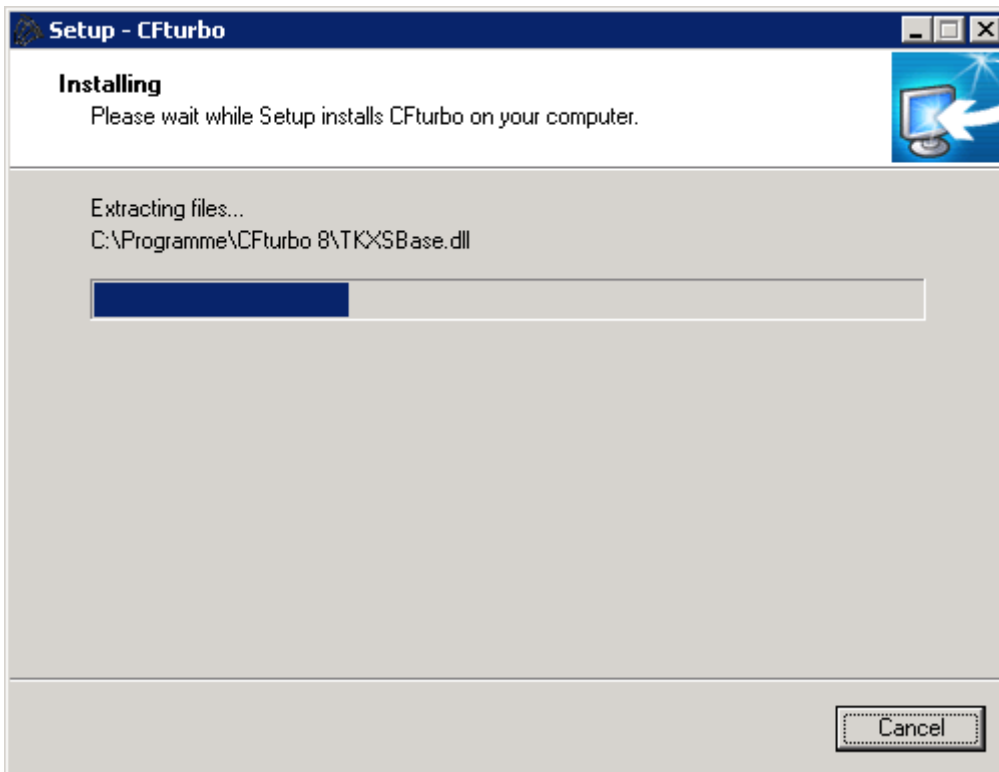 Setup - CFturbo
Installing
Please wait while Setup installs CFturbo on your computer.
Extracting files...
C:\Programme\CFturbo 8\TKXSBase.dll
Cancel